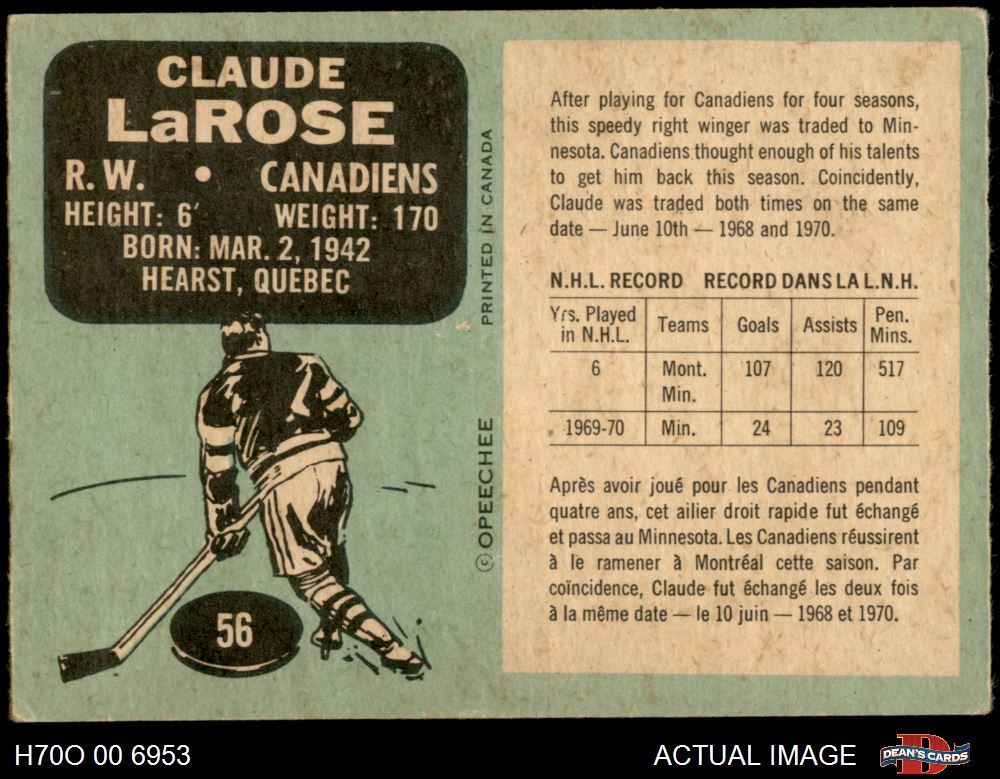 CLAUDE
LaROSE
R. W. • CANADIENS
HEIGHT: 6′ WEIGHT: 170
BORN: MAR. 2, 1942
HEARST, QUEBEC
PRINTED IN CANADA
© OPEECHEE
56
After playing for Canadiens for four seasons,
this speedy right winger was traded to Min-
nesota. Canadiens thought enough of his talents
to get him back this season. Coincidently,
Claude was traded both times on the same
date — June 10th — 1968 and 1970.
N.H.L. RECORD RECORD DANS LA L.N.H.
Yrs. Played Teams Goals Assists Pen.
in N.H.L. Mins.
6 Mont. 107 120 517
Min.
1969-70 Min. 24 23 109
Après avoir joué pour les Canadiens pendant
quatre ans, cet ailier droit rapide fut échangé
et passa au Minnesota. Les Canadiens réussirent
à le ramener à Montréal cette saison. Par
coïncidence, Claude fut échangé les deux fois
à la même date — le 10 juin — 1968 et 1970.
H70O 00 6953 ACTUAL IMAGE DEAN'S CARDS